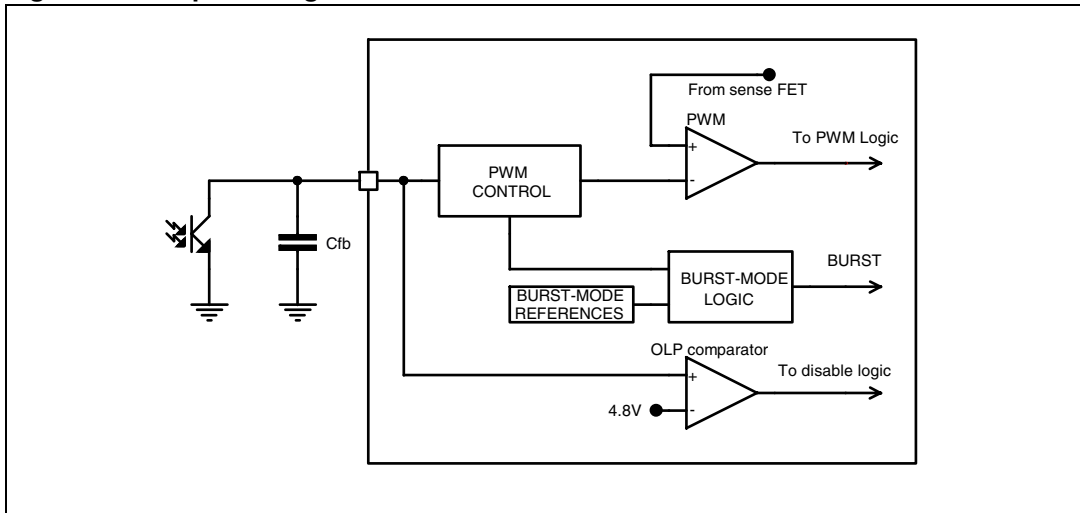 From sense FET
PWM
+
-
To PWM Logic
PWM
CONTROL
Cfb
BURST-MODE
REFERENCES
BURST-MODE
LOGIC
BURST
OLP comparator
+
-
4.8V
To disable logic